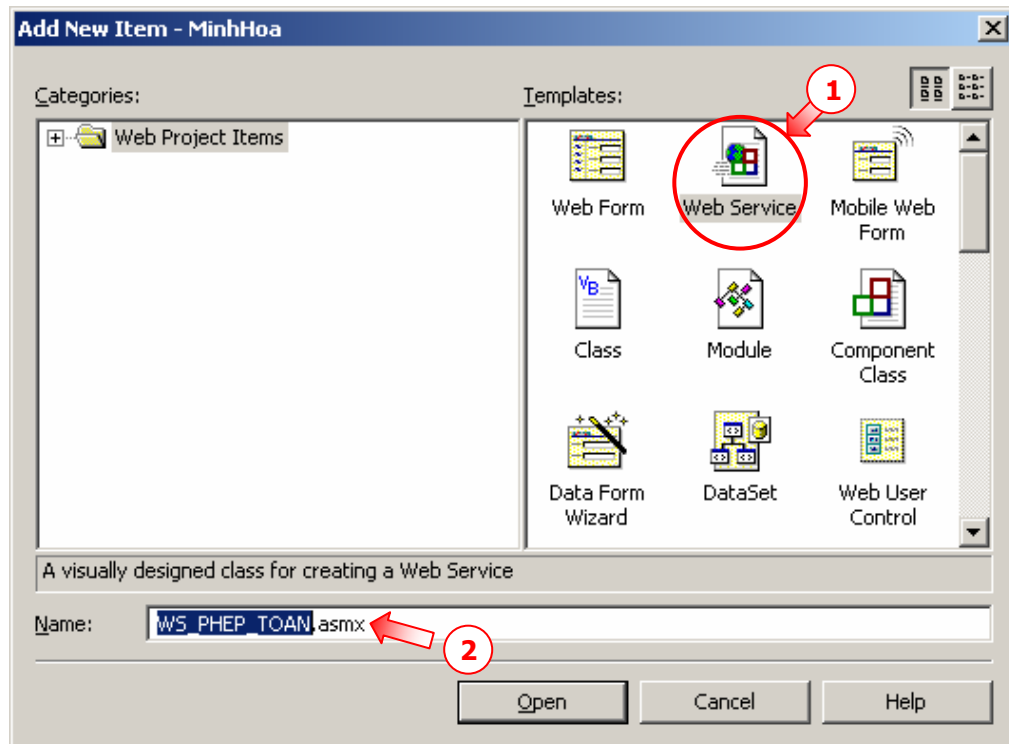 Add New Item - MinhHoa
Categories:
Templates:
1
Web Project Items
Web Form
Web Service
Mobile Web
Form
VB
Class
Module
Component
Class
Data Form
Wizard
DataSet
Web User
Control
A visually designed class for creating a Web Service
Name:
WS_PHEP_TOAN.asmx
2
Open
Cancel
Help